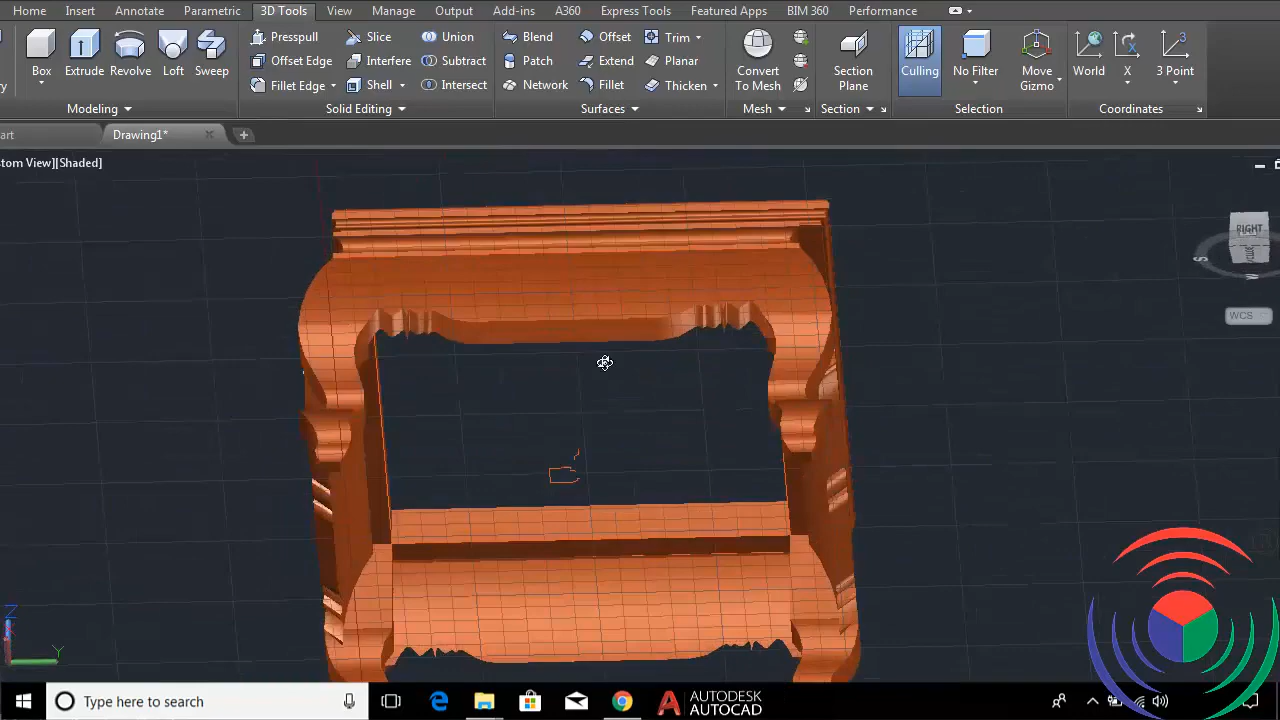 Home Insert Annotate Parametric 3D Tools View Manage Output Add-ins A360 Express Tools Featured Apps BIM 360 Performance
Box Extrude Revolve Loft Sweep
Presspull Slice Union
Offset Edge Interfere Subtract
Fillet Edge Shell Intersect
Blend Offset Trim
Patch Extend Planar
Network Fillet Thicken
Convert To Mesh
Section Plane
Culling No Filter Move Gizmo
World X 3 Point
Modeling Solid Editing Surfaces Mesh Section Selection Coordinates
art Drawing1*
tom View][Shaded]
RIGHT
S
W
WCS
Z
Y
Type here to search
AUTODESK
AUTOCAD